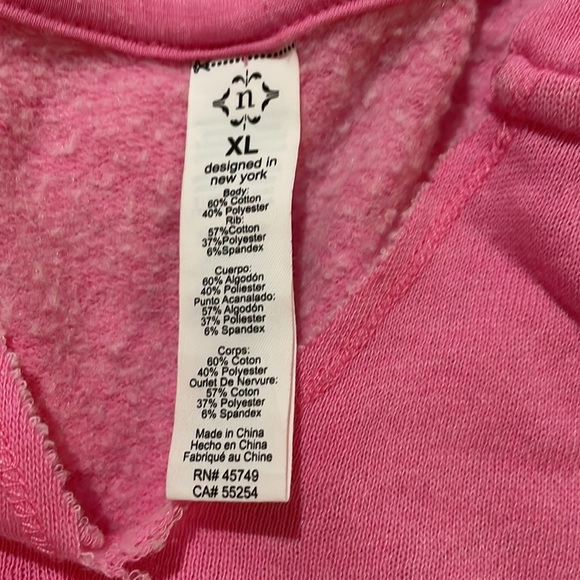 n
XL
designed in
new york
Body:
60% Cotton
40% Polyester
Rib:
57%Cotton
37%Polyester
6%Spandex
Cuerpo:
60% Algodón
40% Poliester
Punto Acanalado:
57% Algodón
37% Poliester
6% Spandex
Corps:
60% Coton
40% Polyester
Ourlet De Nervure:
57% Coton
37% Polyester
6% Spandex
Made in China
Hecho en China
Fabriqué au Chine
RN# 45749
CA# 55254